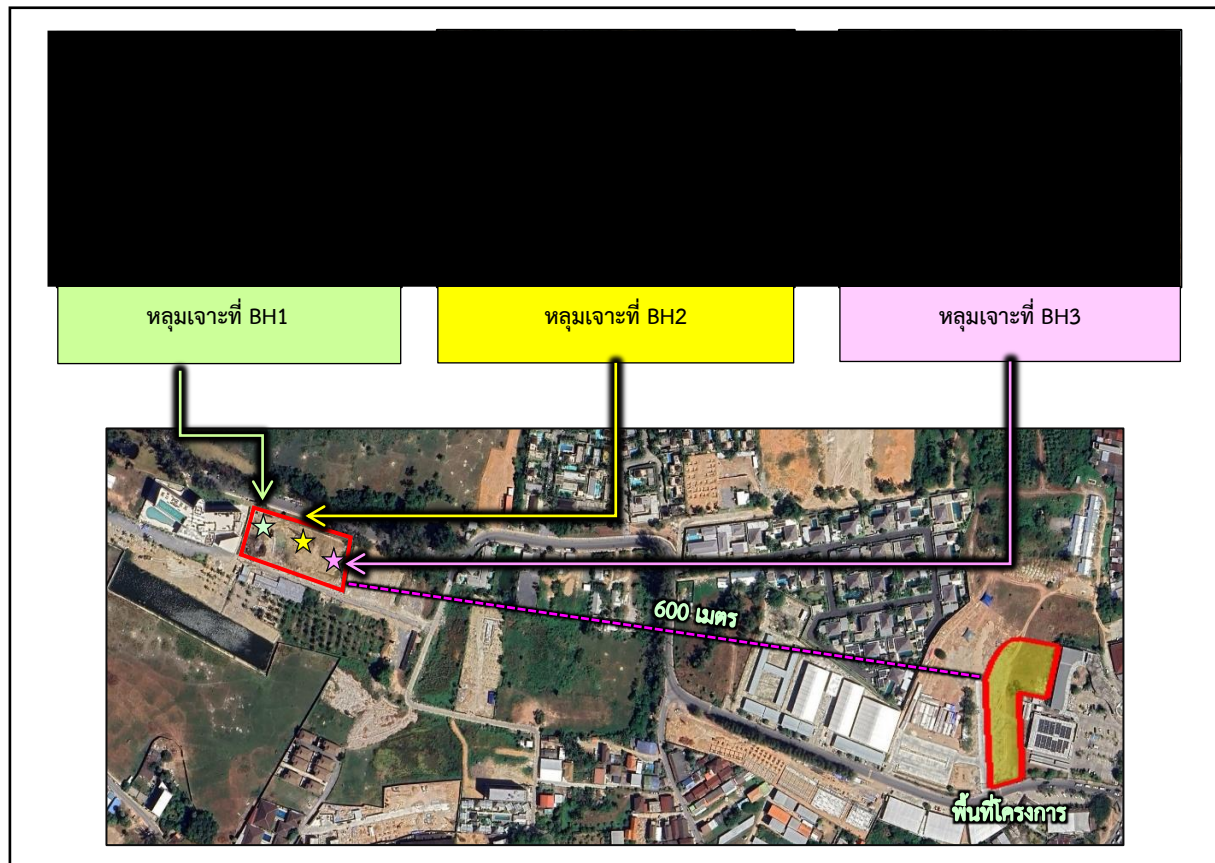 หลุมเจาะที่ BH1
หลุมเจาะที่ BH2
หลุมเจาะที่ BH3
600 เมตร
พื้นที่โครงการ